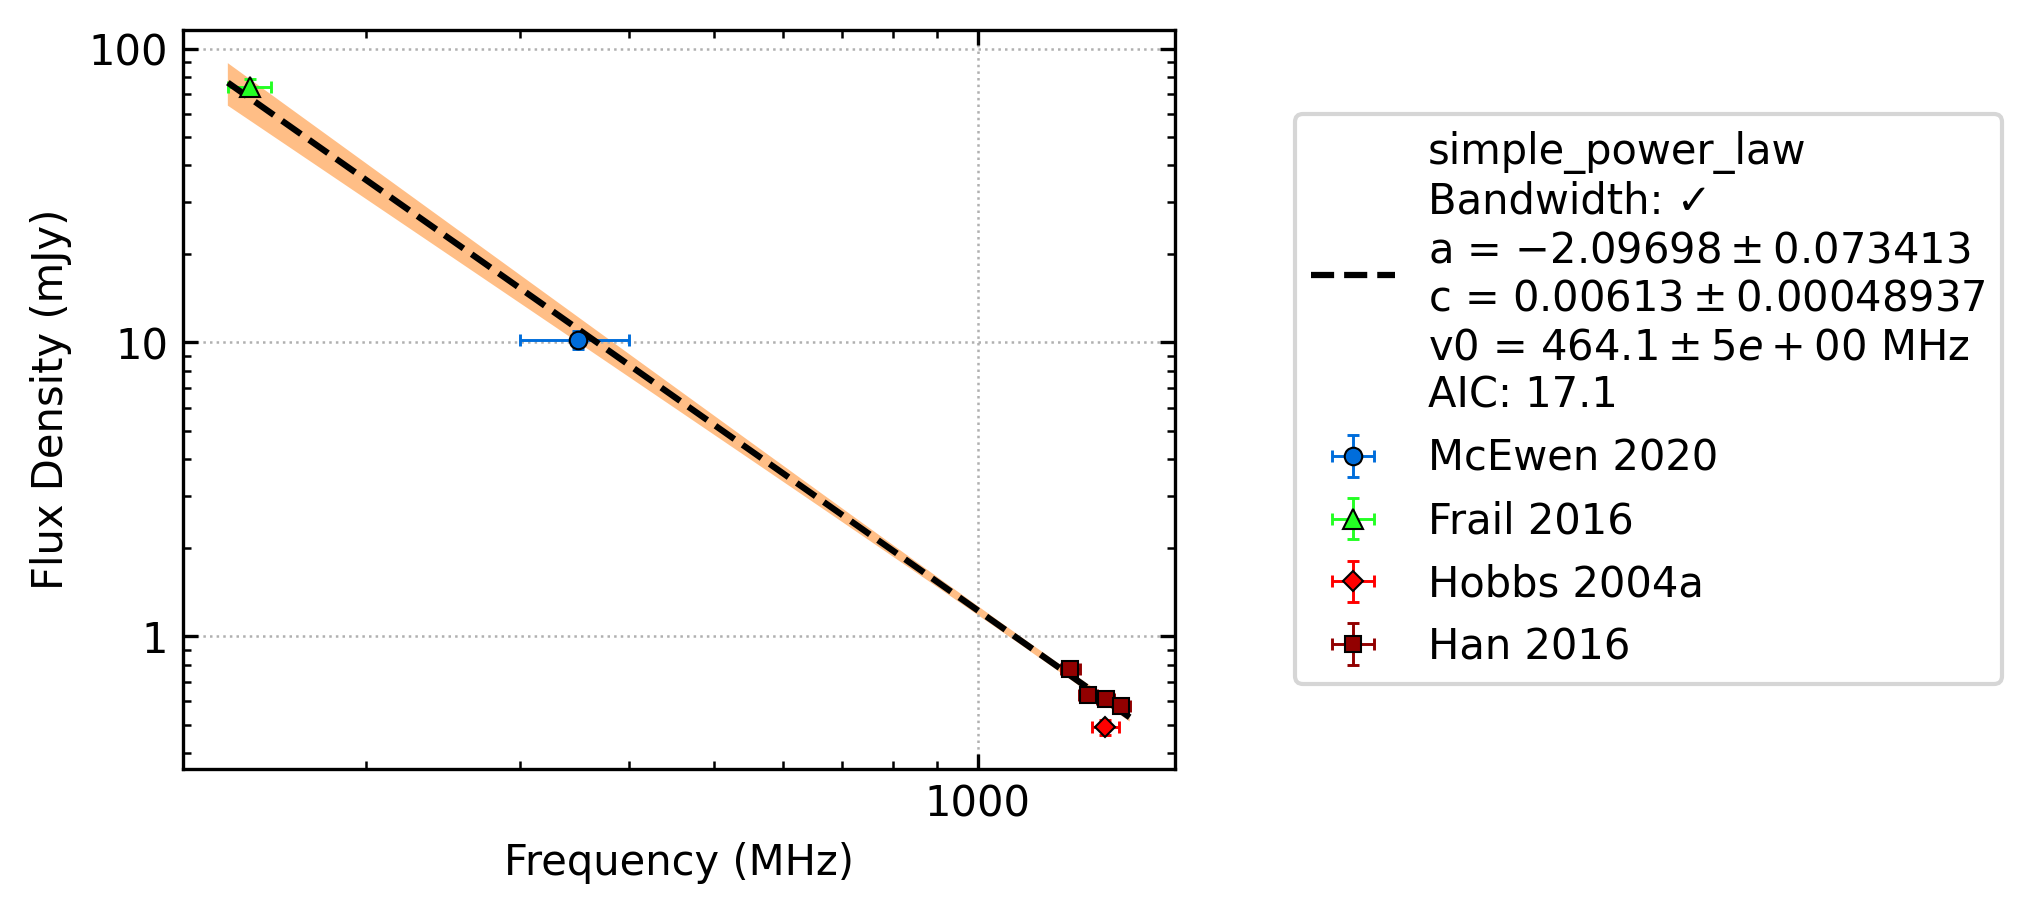 100
10
1
Flux Density (mJy)
1000
Frequency (MHz)
simple_power_law
Bandwidth: ✓
a = −2.09698 ± 0.073413
c = 0.00613 ± 0.00048937
v0 = 464.1 ± 5e + 00 MHz
AIC: 17.1
McEwen 2020
Frail 2016
Hobbs 2004a
Han 2016